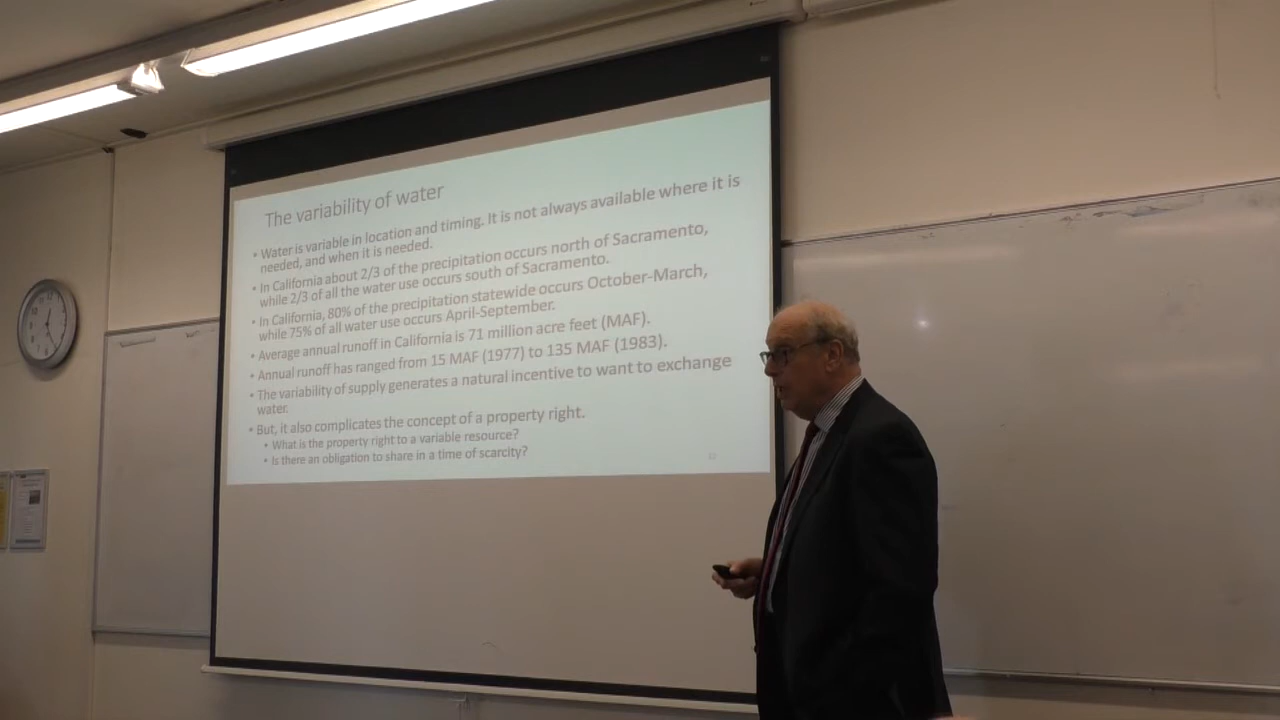 The variability of water
• Water is variable in location and timing. It is not always available where it is
needed, and when it is needed.
• In California about 2/3 of the precipitation occurs north of Sacramento,
while 2/3 of all the water use occurs south of Sacramento.
• In California, 80% of the precipitation statewide occurs October-March,
while 75% of all water use occurs April-September.
• Average annual runoff in California is 71 million acre feet (MAF).
• Annual runoff has ranged from 15 MAF (1977) to 135 MAF (1983).
• The variability of supply generates a natural incentive to want to exchange
water.
• But, it also complicates the concept of a property right.
• What is the property right to a variable resource?
• Is there an obligation to share in a time of scarcity?